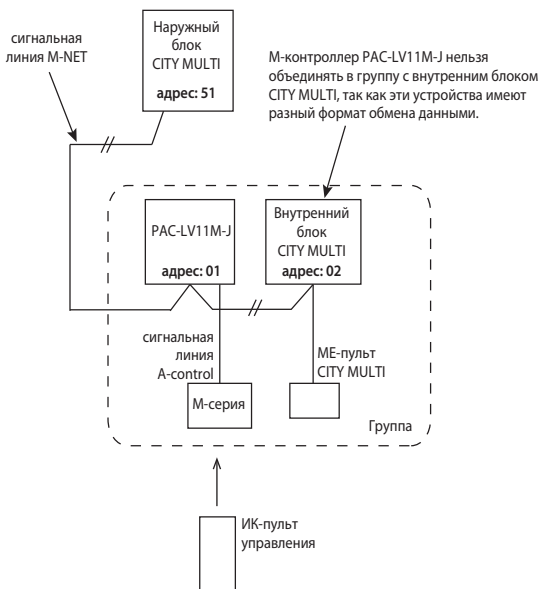 сигнальная
линия M-NET
Наружный
блок
CITY MULTI
адрес: 51
М-контроллер PAC-LV11M-J нельзя
объединять в группу с внутренним блоком
CITY MULTI, так как эти устройства имеют
разный формат обмена данными.
PAC-LV11M-J
адрес: 01
Внутренний
блок
CITY MULTI
адрес: 02
сигнальная
линия
A-control
М-серия
МЕ-пульт
CITY MULTI
Группа
ИК-пульт
управления